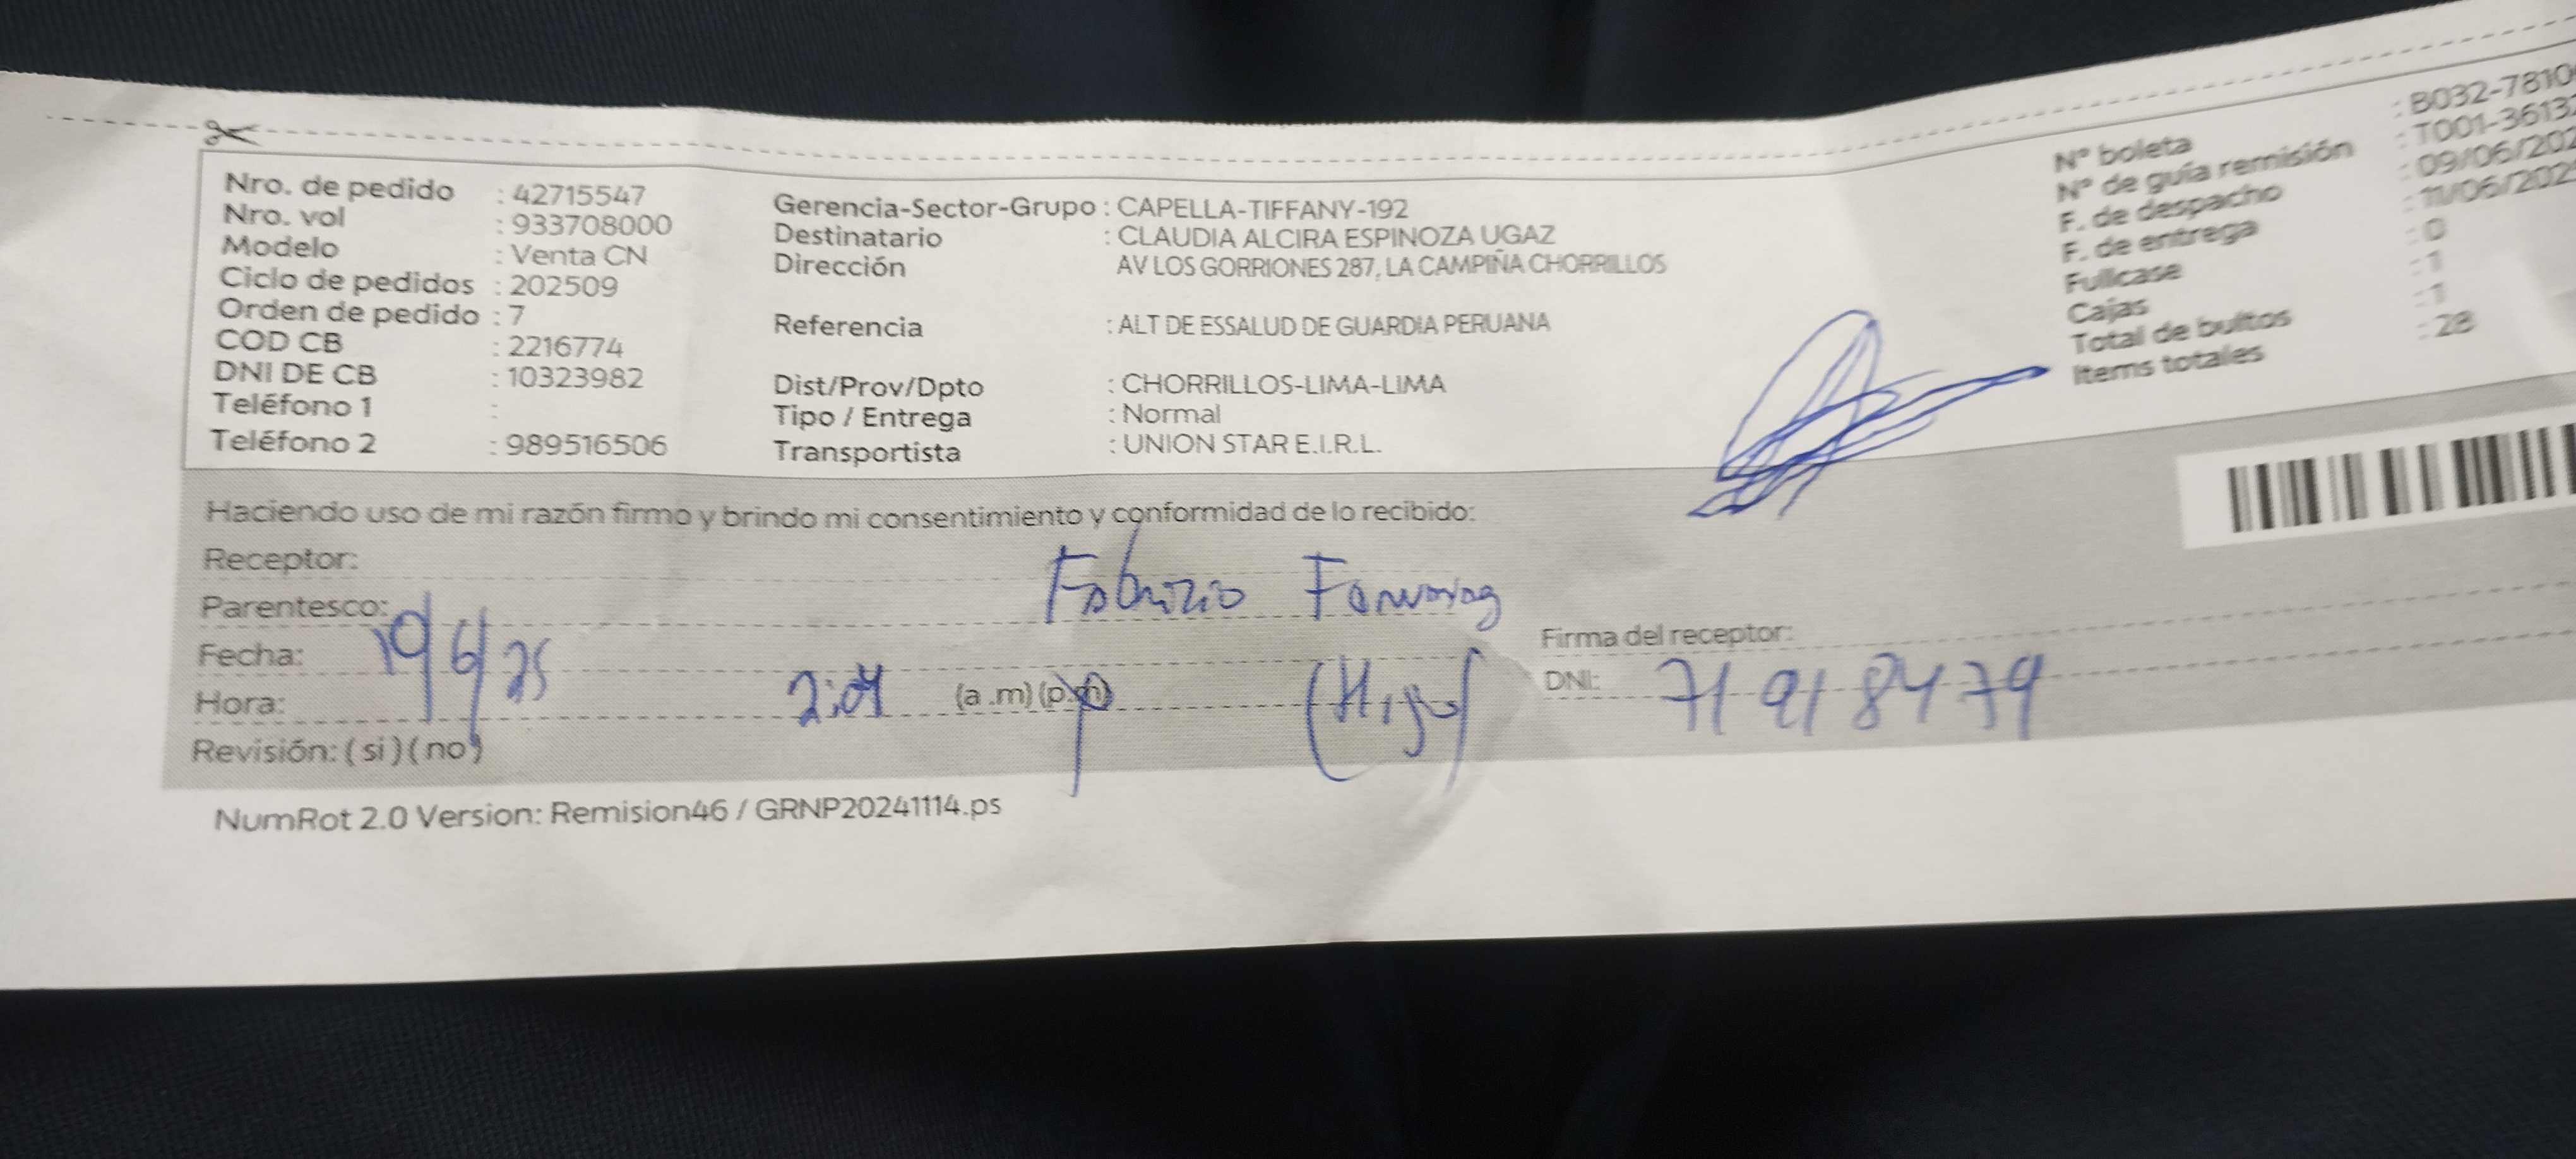 Nro. de pedido : 42715547
Nro. vol : 933708000
Modelo : Venta CN
Ciclo de pedidos : 202509
Orden de pedido : 7
COD CB : 2216774
DNI DE CB : 10323982
Teléfono 1 :
Teléfono 2 : 989516506
Gerencia-Sector-Grupo : CAPELLA-TIFFANY-192
Destinatario : CLAUDIA ALCIRA ESPINOZA UGAZ
Dirección AV LOS GORRIONES 287, LA CAMPIÑA CHORRILLOS
Referencia : ALT DE ESSALUD DE GUARDIA PERUANA
Dist/Prov/Dpto : CHORRILLOS-LIMA-LIMA
Tipo / Entrega : Normal
Transportista : UNION STAR E.I.R.L.
N° boleta : B032-7810
N° de guía remisión : T001-3613
F. de despacho : 09/06/202
F. de entrega : 11/06/202
Fullcase : 0
Cajas : 1
Total de bultos : 1
Items totales : 28
Haciendo uso de mi razón firmo y brindo mi consentimiento y conformidad de lo recibido:
Receptor: Fabrizio
Parentesco: (Hijo)
Fecha: 19/6/25
Hora: (a.m) (p.m)
Revisión: ( si ) ( no )
Firma del receptor:
DNI: 71918479
NumRot 2.0 Version: Remision46 / GRNP20241114.ps